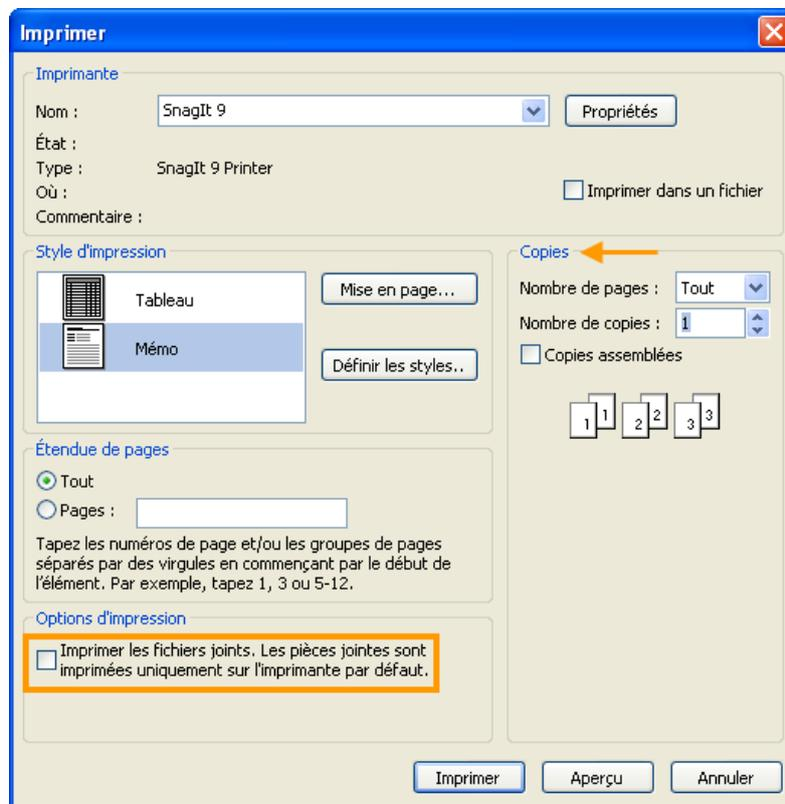 Imprimer
Imprimante
Nom :
SnagIt 9
Propriétés
État :
Type :
SnagIt 9 Printer
Où :
Imprimer dans un fichier
Commentaire :
Style d'impression
Tableau
Mise en page...
Mémo
Définir les styles..
Copies
Nombre de pages :
Tout
Nombre de copies :
1
Copies assemblées
1 1 2 2 3 3
Étendue de pages
Tout
Pages :
Tapez les numéros de page et/ou les groupes de pages
séparés par des virgules en commençant par le début de
l'élément. Par exemple, tapez 1, 3 ou 5-12.
Options d'impression
Imprimer les fichiers joints. Les pièces jointes sont
imprimées uniquement sur l'imprimante par défaut.
Imprimer
Aperçu
Annuler